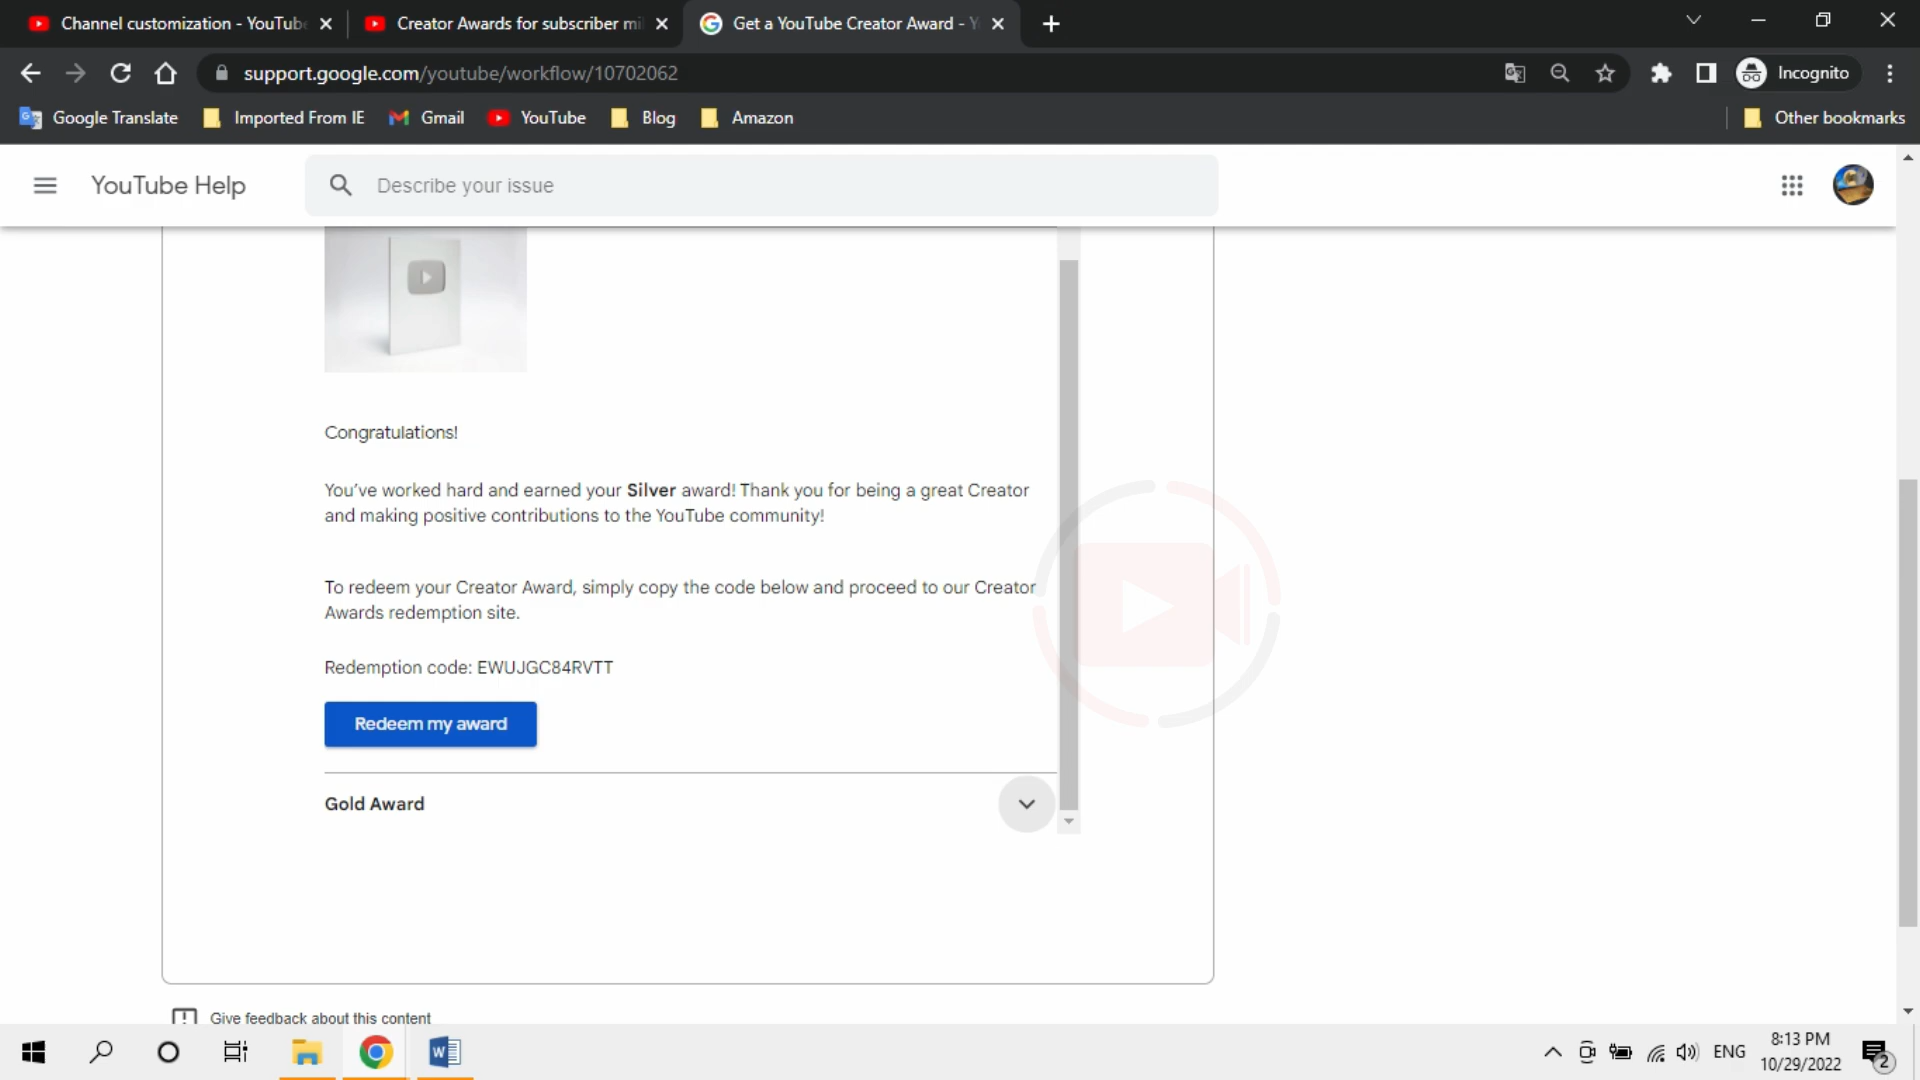 Channel customization - YouTube
Creator Awards for subscriber mi
Get a YouTube Creator Award - Y
support.google.com/youtube/workflow/10702062
Incognito
Google Translate
Imported From IE
Gmail
YouTube
Blog
Amazon
Other bookmarks
YouTube Help
Describe your issue
Congratulations!
You've worked hard and earned your Silver award! Thank you for being a great Creator
and making positive contributions to the YouTube community!
To redeem your Creator Award, simply copy the code below and proceed to our Creator
Awards redemption site.
Redemption code: EWUJGC84RVTT
Redeem my award
Gold Award
Give feedback about this content
ENG
8:13 PM
10/29/2022
2